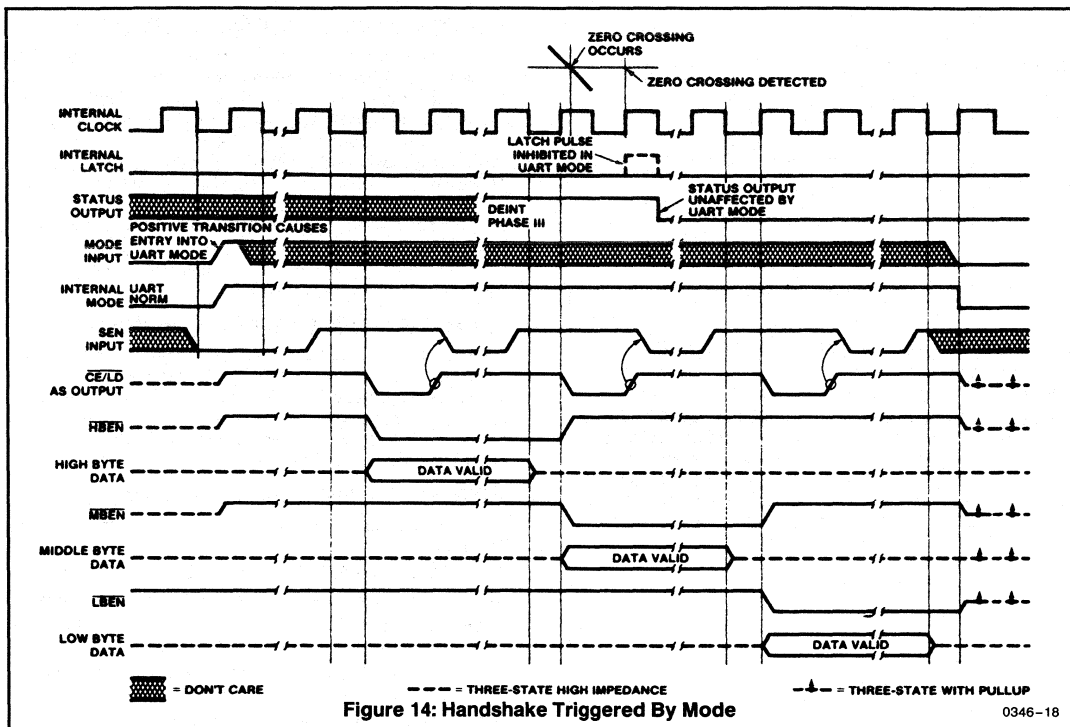 ZERO CROSSING
OCCURS
ZERO CROSSING DETECTED
INTERNAL
CLOCK
LATCH PULSE
INHIBITED IN
UART MODE
INTERNAL
LATCH
STATUS
OUTPUT
DEINT
PHASE III
STATUS OUTPUT
UNAFFECTED BY
UART MODE
POSITIVE TRANSITION CAUSES
ENTRY INTO
UART MODE
MODE
INPUT
INTERNAL UART
MODE NORM
SEN
INPUT
CE/LD
AS OUTPUT
HBEN
HIGH BYTE
DATA
DATA VALID
MBEN
MIDDLE BYTE
DATA
DATA VALID
LBEN
LOW BYTE
DATA
DATA VALID
= DON'T CARE
= THREE-STATE HIGH IMPEDANCE
= THREE-STATE WITH PULLUP
Figure 14: Handshake Triggered By Mode
0346-18